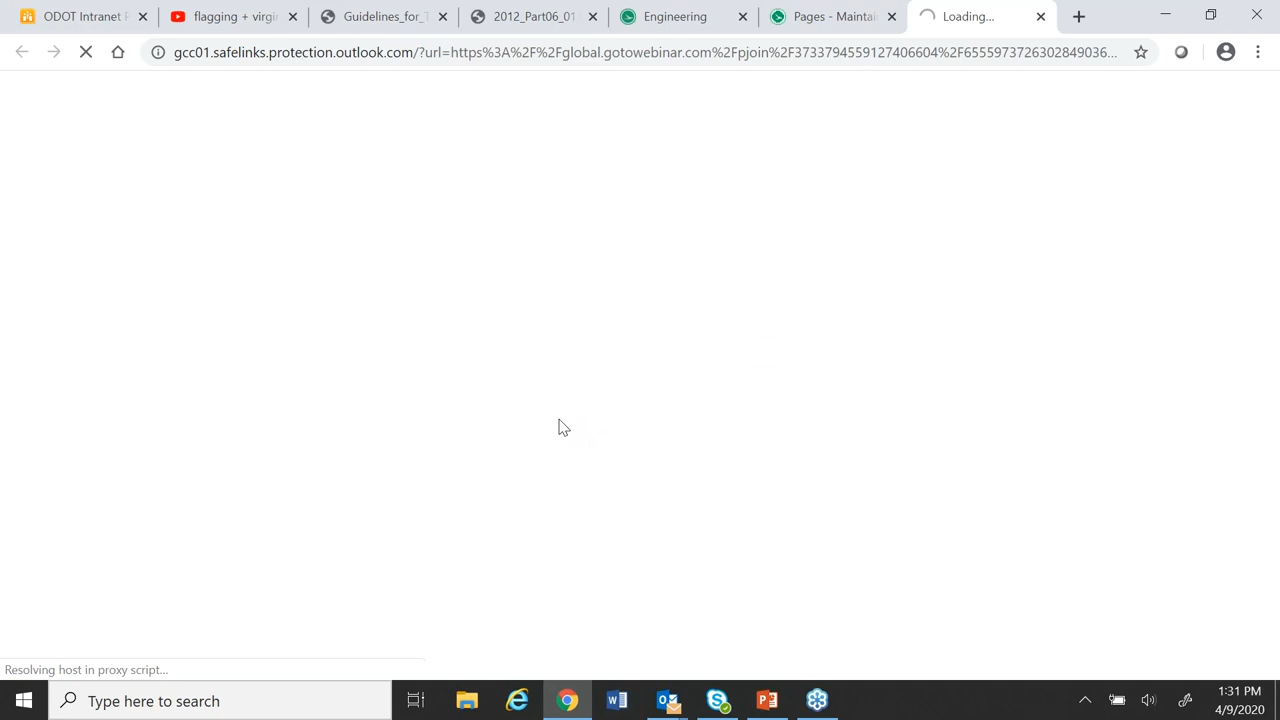 ODOT Intranet P
flagging + virgi
Guidelines_for_T
2012_Part06_01
Engineering
Pages - Maintai
Loading...
gcc01.safelinks.protection.outlook.com/?url=https%3A%2F%2Fglobal.gotowebinar.com%2Fpjoin%2F3733794559127406604%2F6555973726302849036...
Resolving host in proxy script...
Type here to search
1:31 PM
4/9/2020